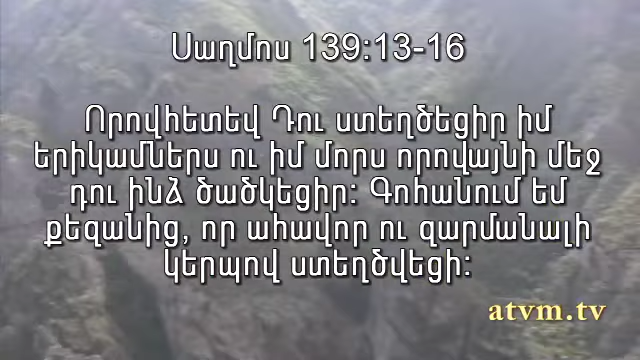 Սաղմոս 139:13-16
Որովհետեվ Դու ստեղծեցիր իմ
երիկամներս ու իմ մորս որովայնի մեջ
դու ինձ ծածկեցիր: Գոհանում եմ
քեզանից, որ ահավոր ու զարմանալի
կերպով ստեղծվեցի:
atvm.tv